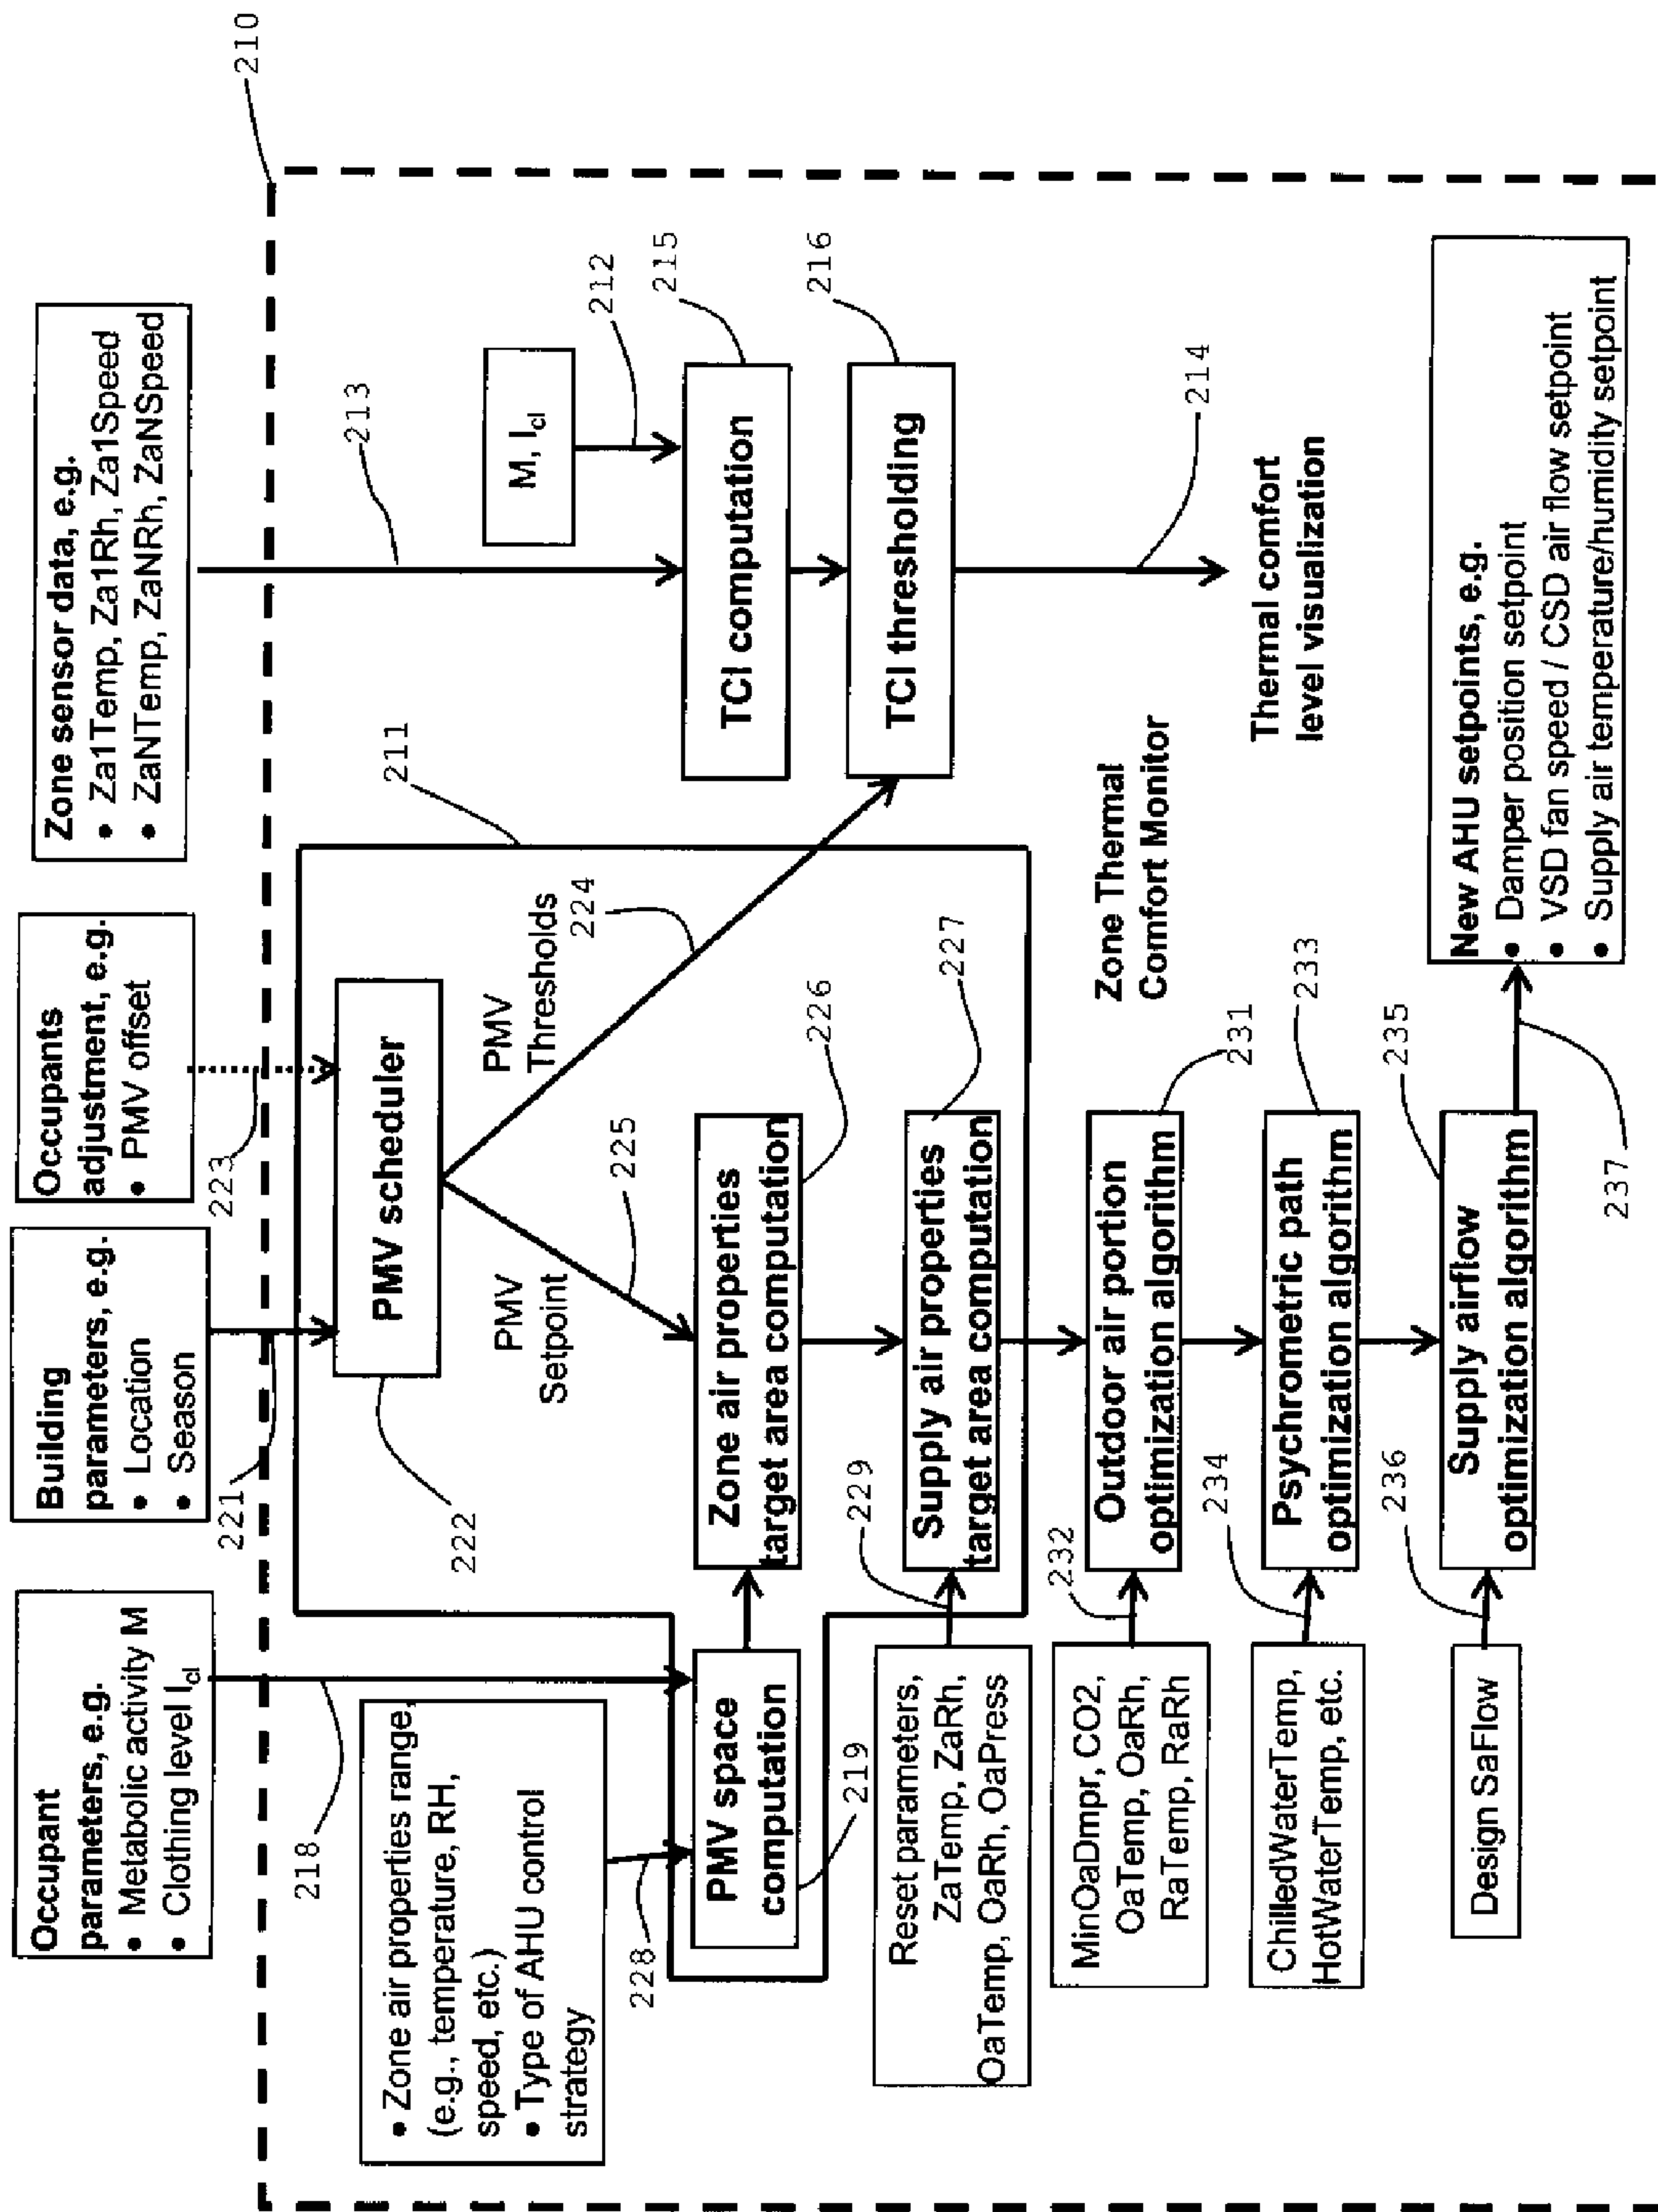 210
Occupant
parameters, e.g.
• Metabolic activity M
• Clothing level Icl
Building
parameters, e.g.
• Location
• Season
Occupants
adjustment, e.g.
• PMV offset
Zone sensor data, e.g.
• Za1Temp, Za1Rh, Za1Speed
• ZaNTemp, ZaNRh, ZaNSpeed
218
221
223
211
213
• Zone air properties range,
(e.g., temperature, RH,
speed, etc.)
• Type of AHU control
strategy
228
222
PMV scheduler
M, Icl
212
PMV
Setpoint
225
PMV
Thresholds
224
TCI computation
215
PMV space
computation
219
Zone air properties
target area computation
226
TCI thresholding
216
214
Reset parameters,
ZaTemp, ZaRh,
OaTemp, OaRh, OaPress
229
Supply air properties
target area computation
227
Zone Thermal
Comfort Monitor
Thermal comfort
level visualization
MinOaDmpr, CO2,
OaTemp, OaRh,
RaTemp, RaRh
232
Outdoor air portion
optimization algorithm
231
ChilledWaterTemp,
HotWaterTemp, etc.
234
Psychrometric path
optimization algorithm
233
Design SaFlow
236
Supply airflow
optimization algorithm
235
237
New AHU setpoints, e.g.
• Damper position setpoint
• VSD fan speed / CSD air flow setpoint
• Supply air temperature/humidity setpoint